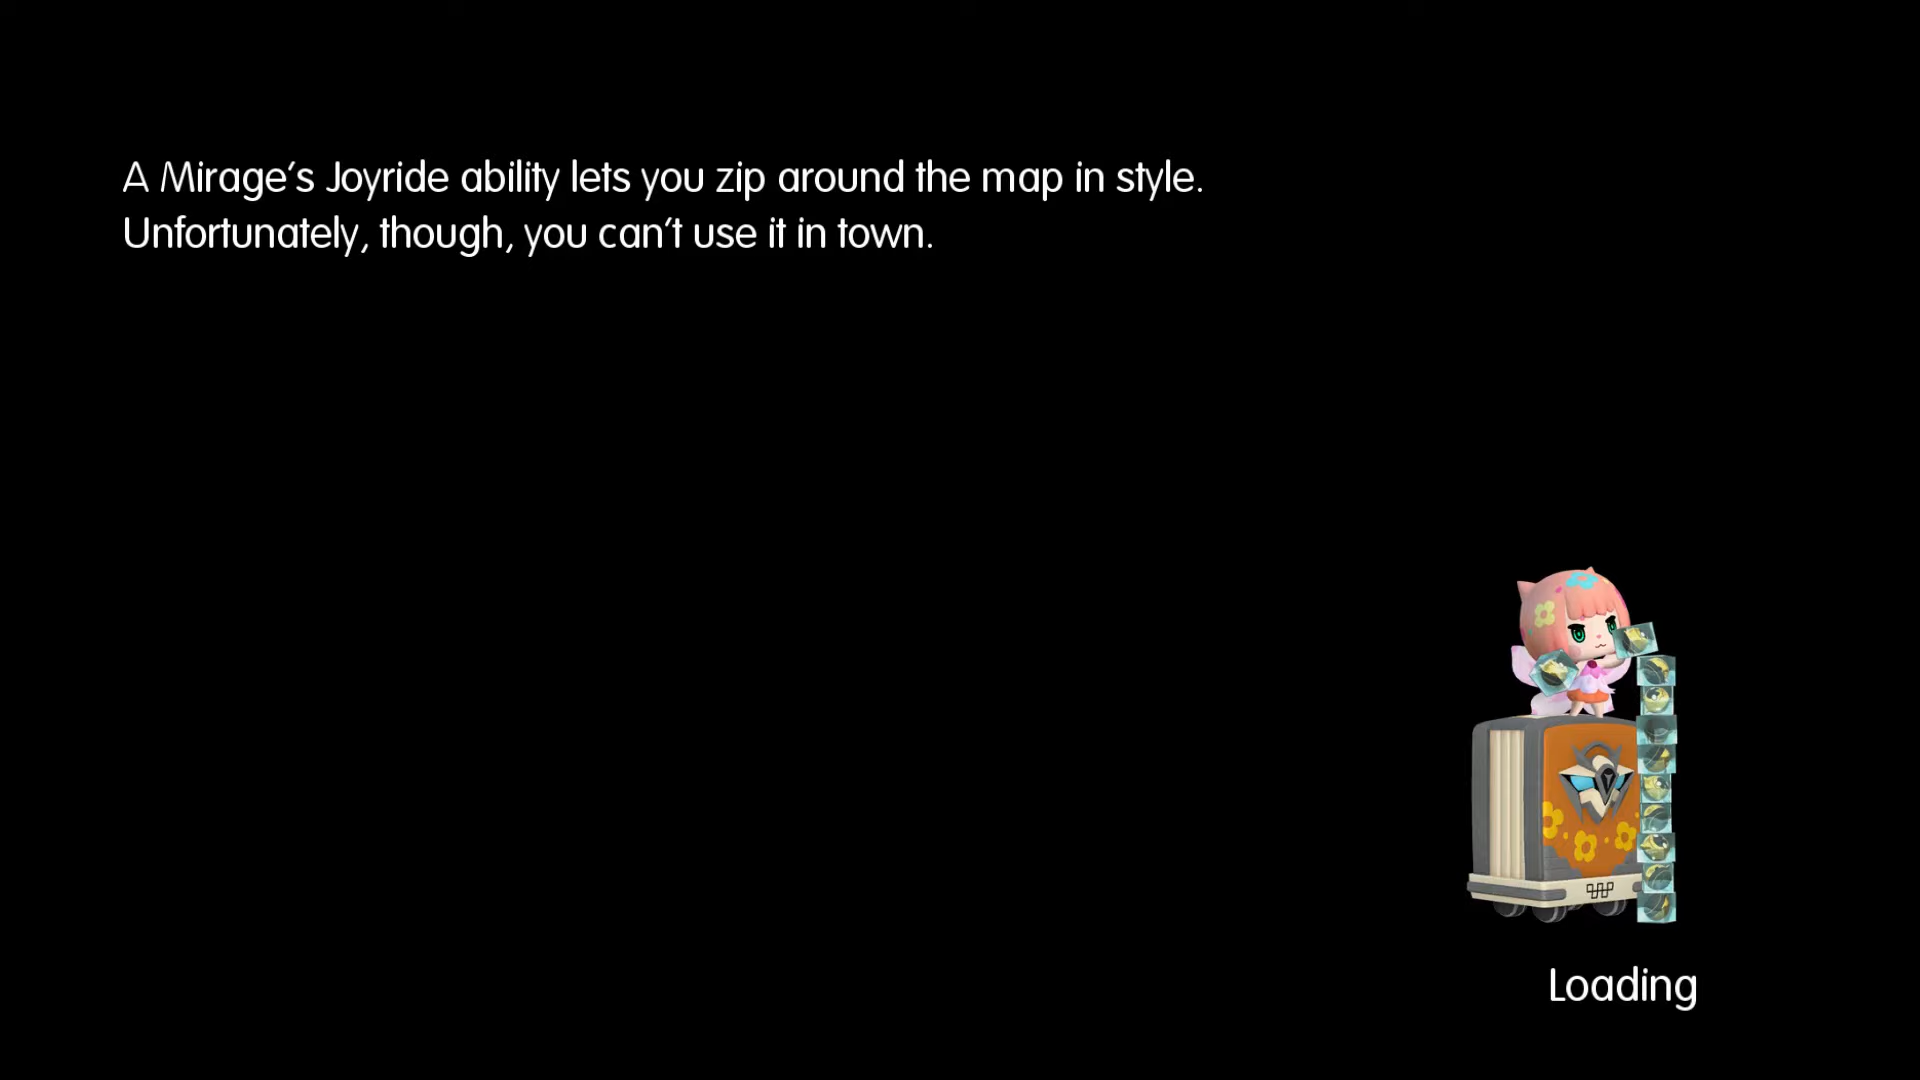 A Mirage's Joyride ability lets you zip around the map in style.
Unfortunately, though, you can't use it in town.
Loading